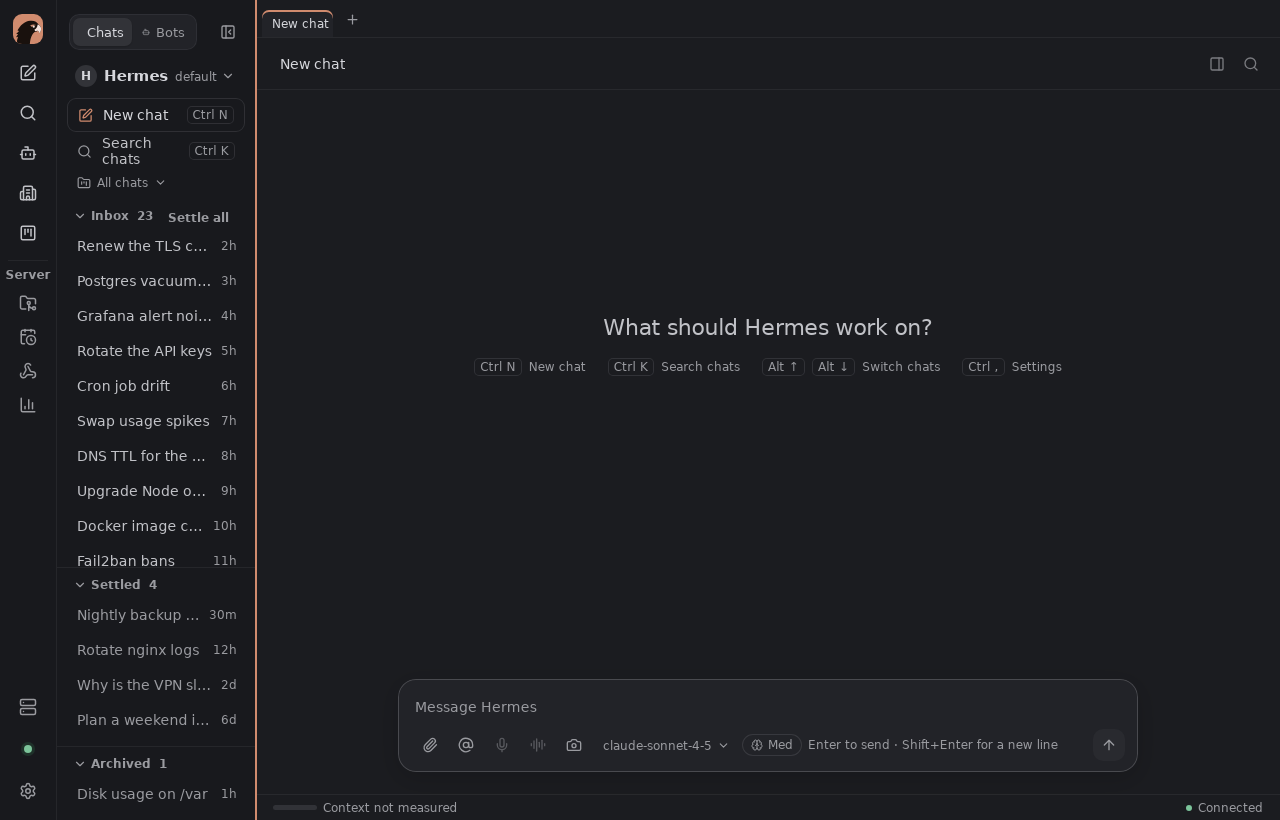 Chats
Bots
New chat
H Hermes default
New chat Ctrl N
Search chats Ctrl K
All chats
Inbox 23 Settle all
Renew the TLS c… 2h
Postgres vacuum… 3h
Grafana alert noi… 4h
Rotate the API keys 5h
Cron job drift 6h
Swap usage spikes 7h
DNS TTL for the … 8h
Upgrade Node o… 9h
Docker image c… 10h
Fail2ban bans 11h
Settled 4
Nightly backup … 30m
Rotate nginx logs 12h
Why is the VPN sl… 2d
Plan a weekend i… 6d
Archived 1
Disk usage on /var 1h
Server
New chat
What should Hermes work on?
Ctrl N New chat Ctrl K Search chats Alt ↑ Alt ↓ Switch chats Ctrl , Settings
Message Hermes
claude-sonnet-4-5 Med Enter to send · Shift+Enter for a new line
Context not measured
Connected